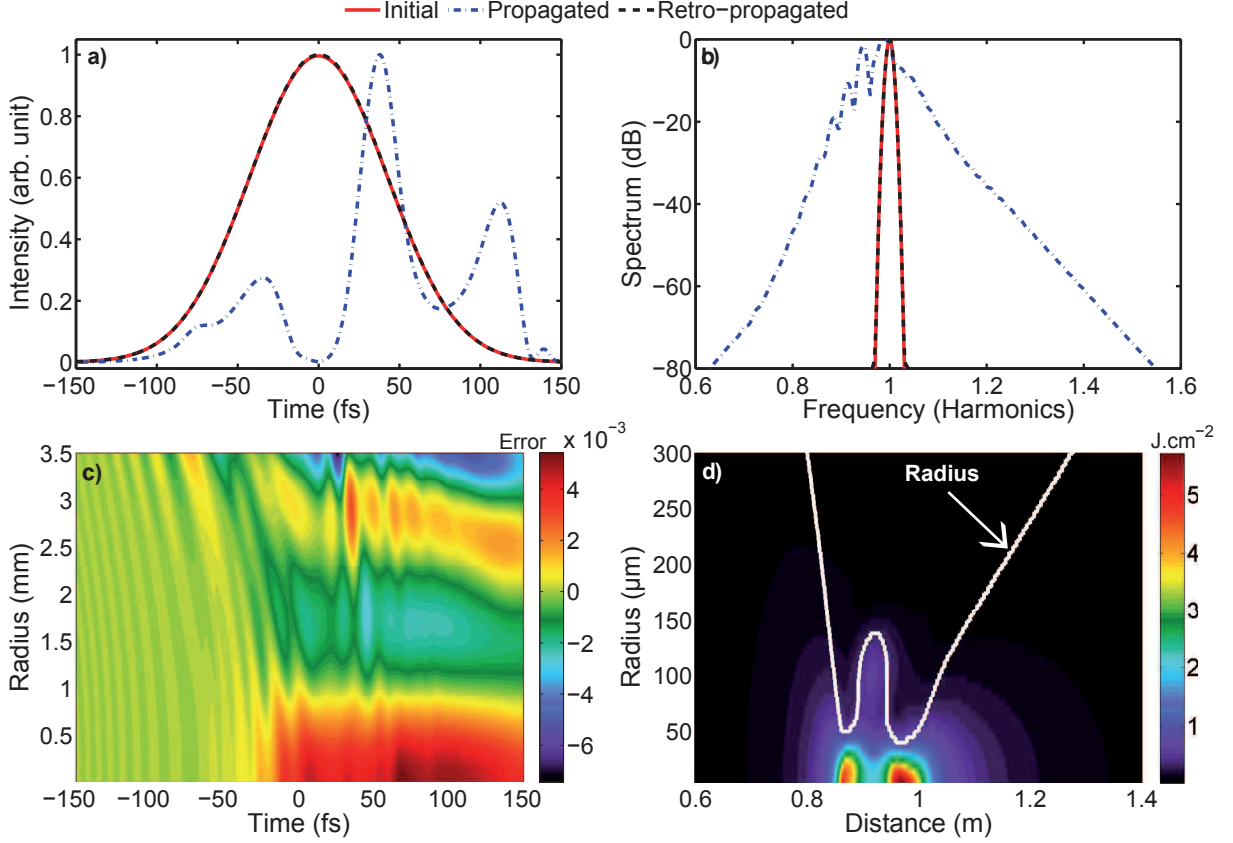 Initial Propagated Retro−propagated
a)
1
0.8
0.6
0.4
0.2
0
Intensity (arb. unit)
−150 −100 −50 0 50 100 150
Time (fs)
b)
0
−20
−40
−60
−80
Spectrum (dB)
0.6 0.8 1 1.2 1.4 1.6
Frequency (Harmonics)
c)
3.5
3
2.5
2
1.5
1
0.5
Radius (mm)
−150 −100 −50 0 50 100 150
Time (fs)
Error x 10−3
4
2
0
−2
−4
−6
d)
300
250
200
150
100
50
Radius (μm)
Radius
0.6 0.8 1 1.2 1.4
Distance (m)
J.cm−2
5
4
3
2
1